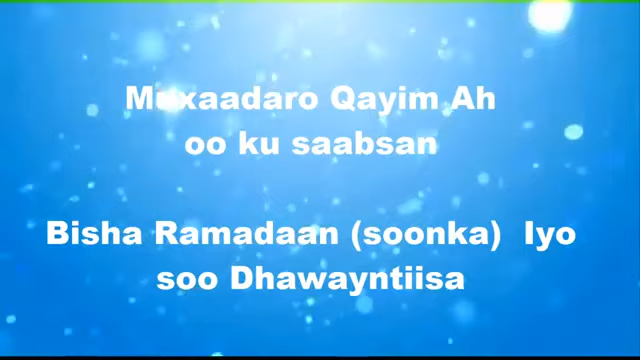 Muxaadaro Qayim Ah
oo ku saabsan
Bisha Ramadaan (soonka) Iyo
soo Dhawayntiisa